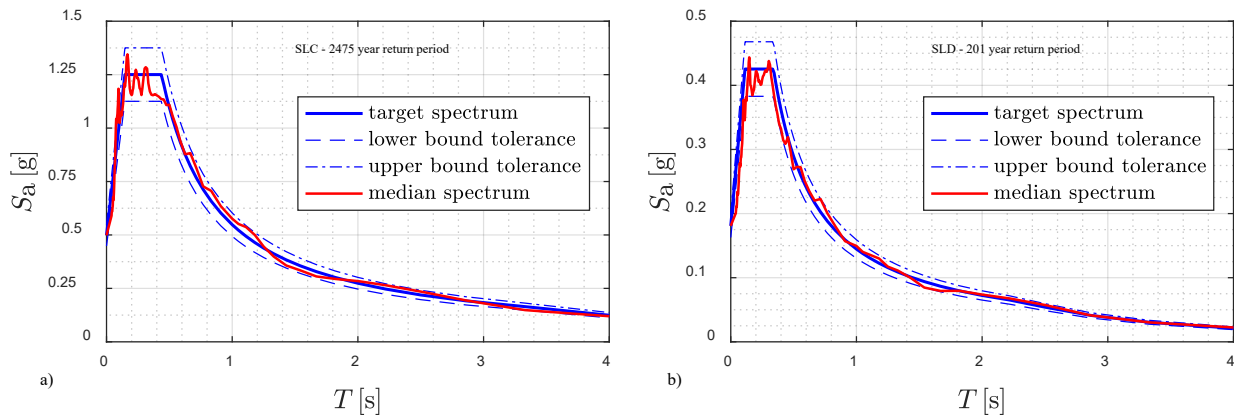 1.5
1.25
1
0.75
0.5
0.25
0
0 1 2 3 4
Sa [g]
T [s]
SLC - 2475 year return period
target spectrum
lower bound tolerance
upper bound tolerance
median spectrum
a)
0.5
0.4
0.3
0.2
0.1
0
0 1 2 3 4
Sa [g]
T [s]
SLD - 201 year return period
target spectrum
lower bound tolerance
upper bound tolerance
median spectrum
b)